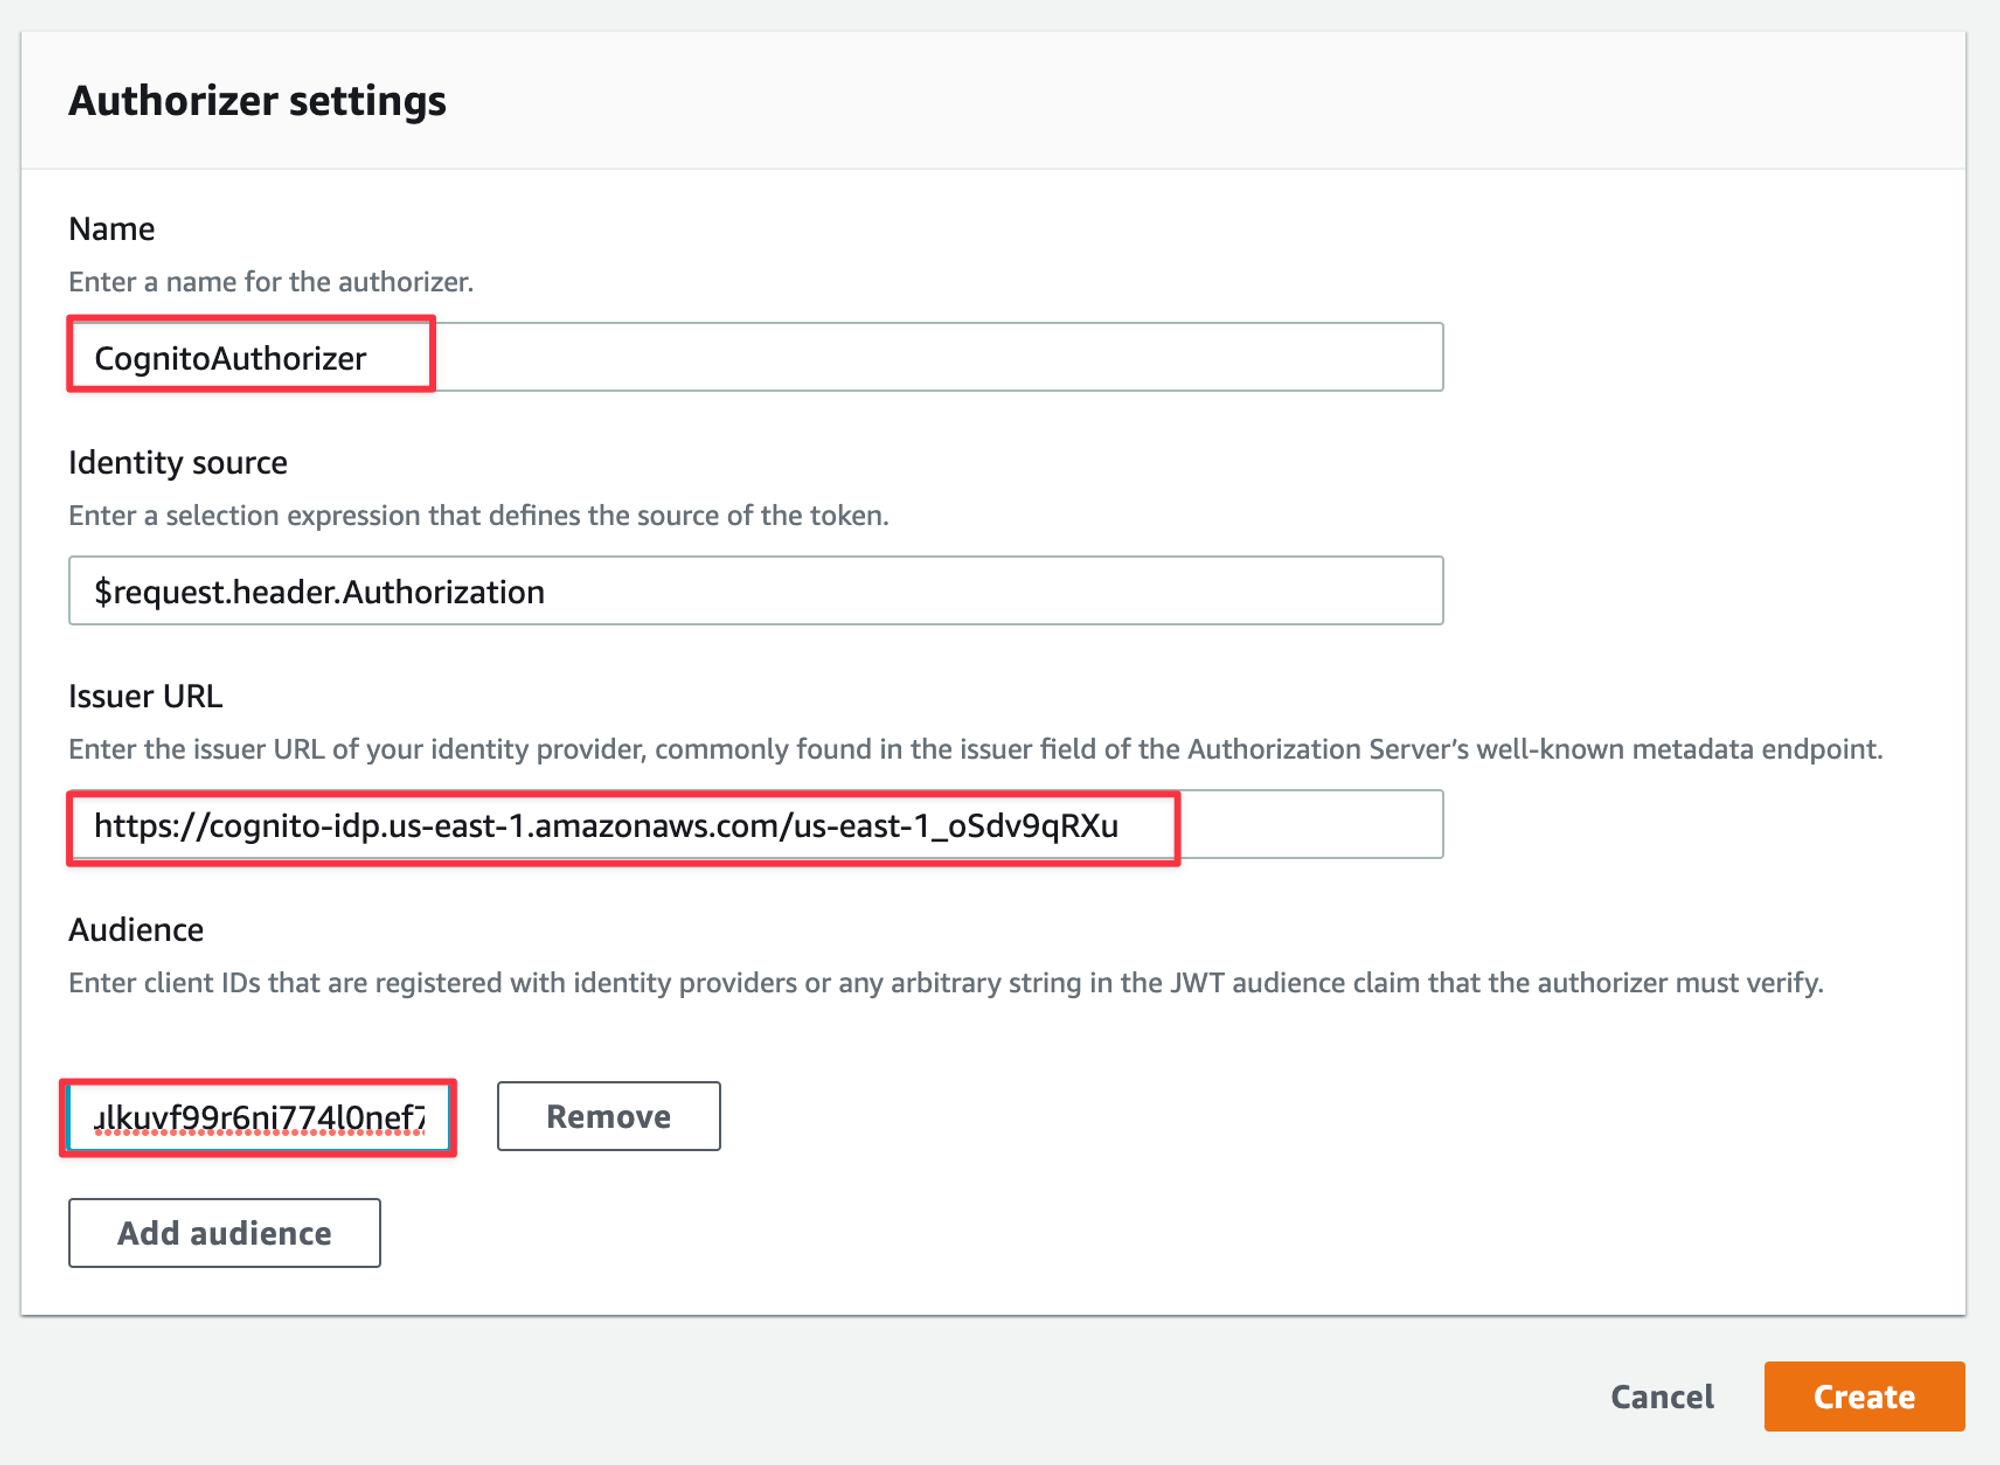 Authorizer settings
Name
Enter a name for the authorizer.
CognitoAuthorizer
Identity source
Enter a selection expression that defines the source of the token.
$request.header.Authorization
Issuer URL
Enter the issuer URL of your identity provider, commonly found in the issuer field of the Authorization Server's well-known metadata endpoint.
https://cognito-idp.us-east-1.amazonaws.com/us-east-1_oSdv9qRXu
Audience
Enter client IDs that are registered with identity providers or any arbitrary string in the JWT audience claim that the authorizer must verify.
Remove
Add audience
Cancel
Create